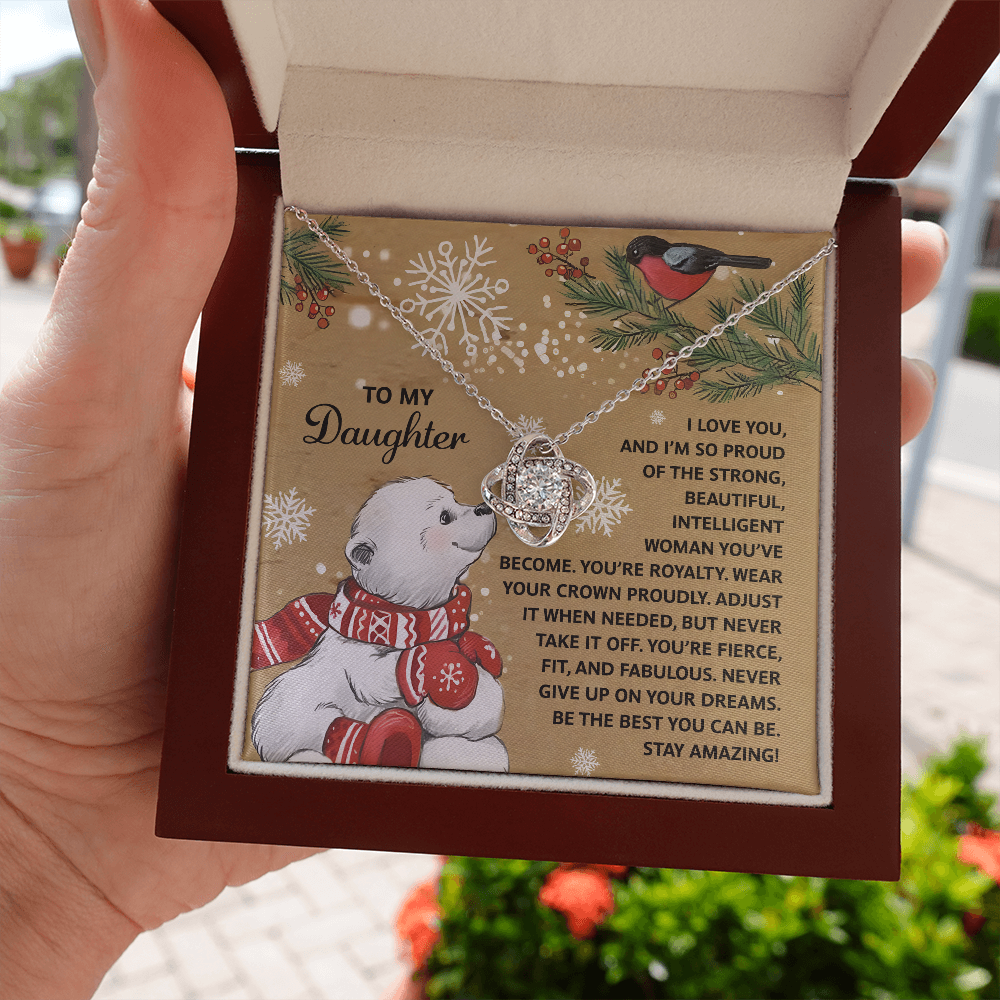 TO MY
Daughter
I LOVE YOU,
AND I'M SO PROUD
OF THE STRONG,
BEAUTIFUL,
INTELLIGENT
WOMAN YOU'VE
BECOME. YOU'RE ROYALTY. WEAR
YOUR CROWN PROUDLY. ADJUST
IT WHEN NEEDED, BUT NEVER
TAKE IT OFF. YOU'RE FIERCE,
FIT, AND FABULOUS. NEVER
GIVE UP ON YOUR DREAMS.
BE THE BEST YOU CAN BE.
STAY AMAZING!